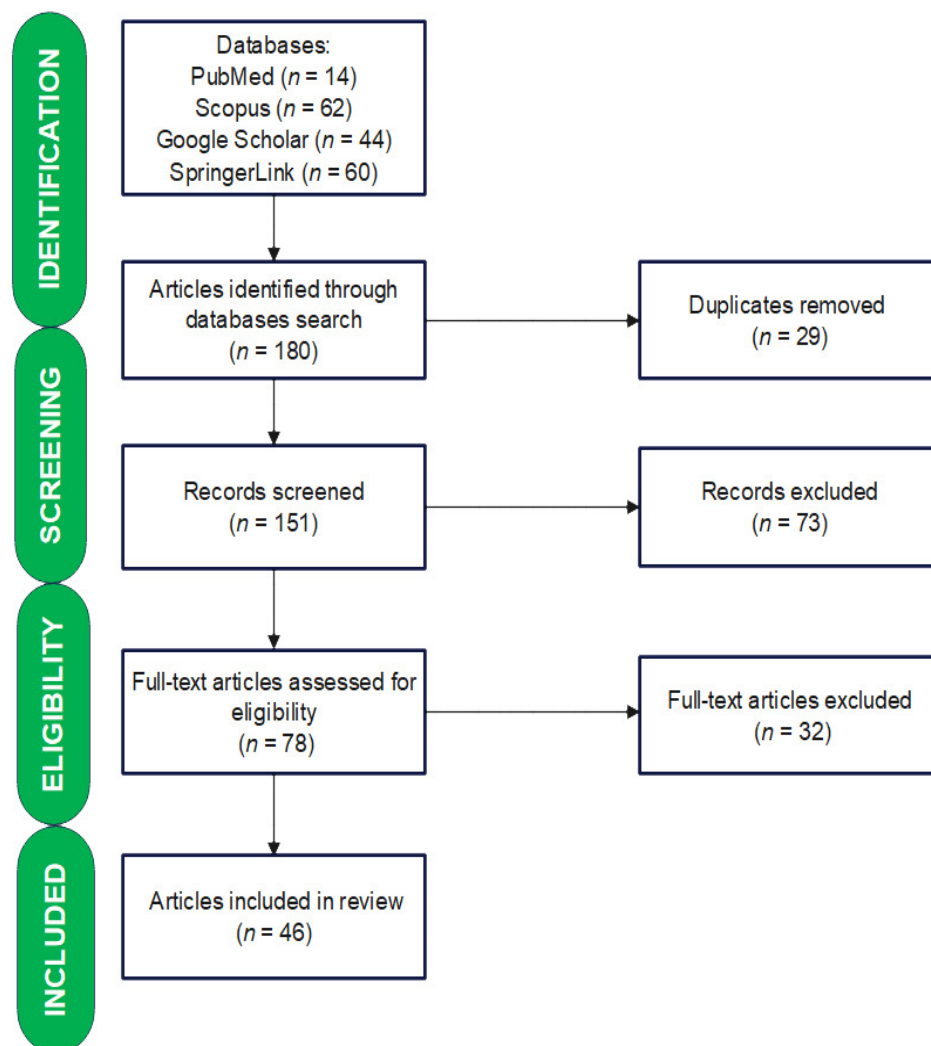 IDENTIFICATION
Databases:
PubMed (n = 14)
Scopus (n = 62)
Google Scholar (n = 44)
SpringerLink (n = 60)
Articles identified through
databases search
(n = 180)
Duplicates removed
(n = 29)
SCREENING
Records screened
(n = 151)
Records excluded
(n = 73)
ELIGIBILITY
Full-text articles assessed for
eligibility
(n = 78)
Full-text articles excluded
(n = 32)
INCLUDED
Articles included in review
(n = 46)